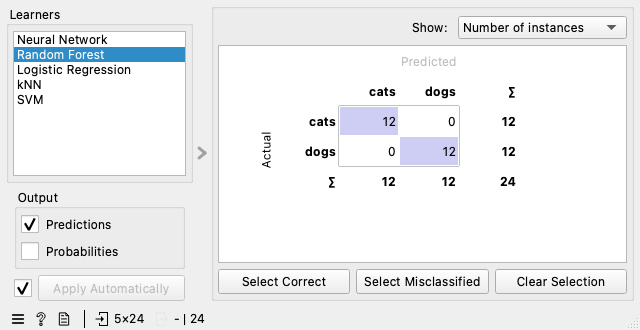 Learners
Neural Network
Random Forest
Logistic Regression
kNN
SVM
Output
Predictions
Probabilities
Apply Automatically
Show: Number of instances
Predicted
cats dogs Σ
Actual
cats 12 0 12
dogs 0 12 12
Σ 12 12 24
Select Correct Select Misclassified Clear Selection
? 5×24 - | 24